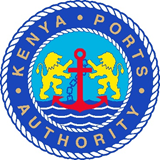 KENYA • PORTS
• AUTHORITY •